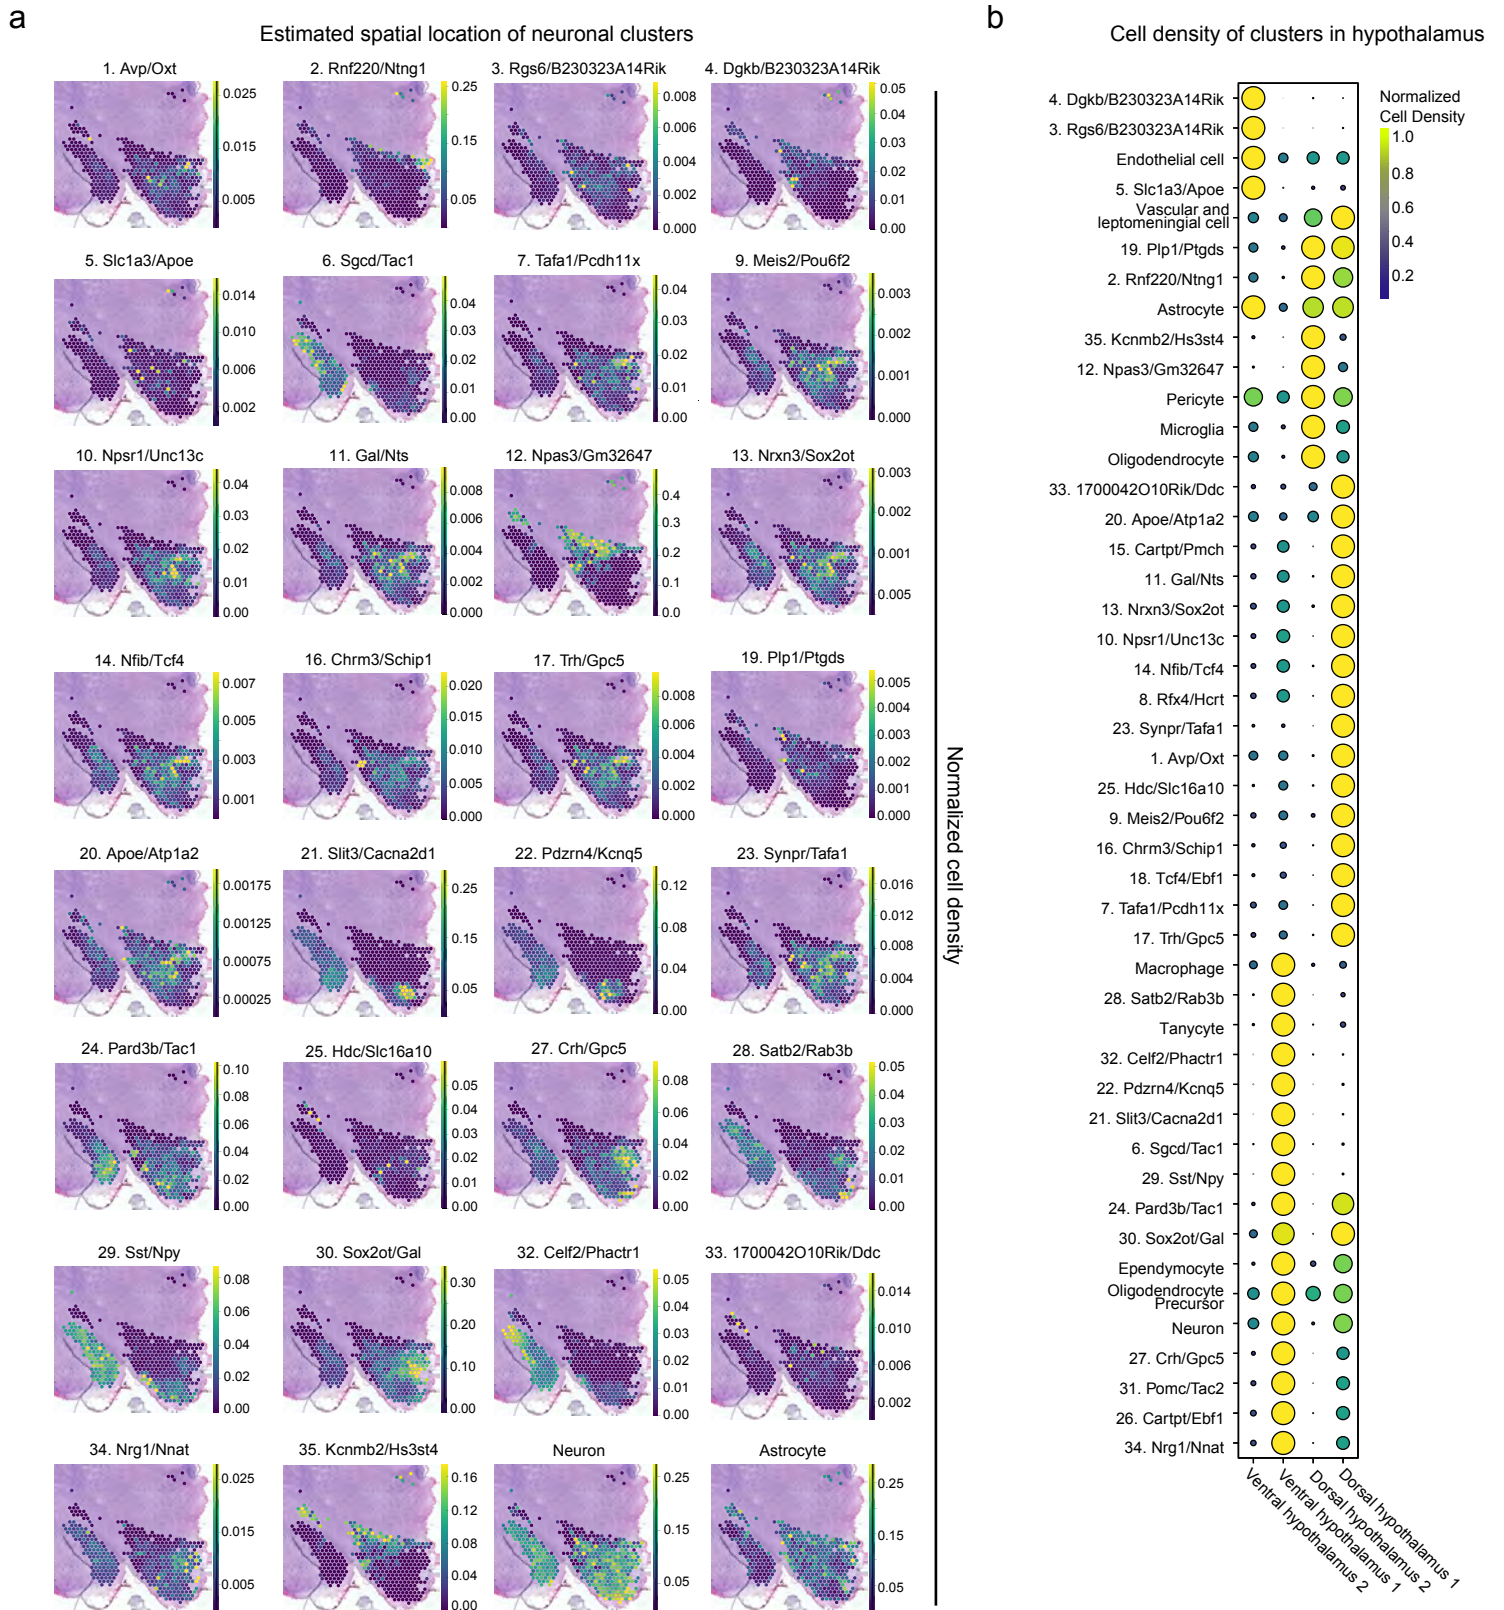 a
Estimated spatial location of neuronal clusters
1. Avp/Oxt
2. Rnf220/Ntng1
3. Rgs6/B230323A14Rik
4. Dgkb/B230323A14Rik
0.025
0.015
0.005
0.25
0.15
0.05
0.008
0.006
0.004
0.002
0.000
0.05
0.04
0.03
0.02
0.01
0.00
5. Slc1a3/Apoe
6. Sgcd/Tac1
7. Tafa1/Pcdh11x
9. Meis2/Pou6f2
0.014
0.010
0.006
0.002
0.04
0.03
0.02
0.01
0.00
0.04
0.03
0.02
0.01
0.00
0.003
0.002
0.001
0.000
10. Npsr1/Unc13c
11. Gal/Nts
12. Npas3/Gm32647
13. Nrxn3/Sox2ot
0.04
0.03
0.02
0.01
0.00
0.008
0.006
0.004
0.002
0.000
0.4
0.3
0.2
0.1
0.0
0.003
0.002
0.001
0.005
14. Nfib/Tcf4
16. Chrm3/Schip1
17. Trh/Gpc5
19. Plp1/Ptgds
0.007
0.005
0.003
0.001
0.020
0.015
0.010
0.005
0.000
0.008
0.006
0.004
0.002
0.000
0.005
0.004
0.003
0.002
0.001
0.000
20. Apoe/Atp1a2
21. Slit3/Cacna2d1
22. Pdzrn4/Kcnq5
23. Synpr/Tafa1
0.00175
0.00125
0.00075
0.00025
0.25
0.15
0.05
0.12
0.08
0.04
0.00
0.016
0.012
0.008
0.004
0.000
24. Pard3b/Tac1
25. Hdc/Slc16a10
27. Crh/Gpc5
28. Satb2/Rab3b
0.10
0.08
0.06
0.04
0.02
0.00
0.05
0.04
0.03
0.02
0.01
0.00
0.08
0.06
0.04
0.02
0.00
0.05
0.04
0.03
0.02
0.01
0.00
29. Sst/Npy
30. Sox2ot/Gal
32. Celf2/Phactr1
33. 1700042O10Rik/Ddc
0.08
0.06
0.04
0.02
0.00
0.30
0.20
0.10
0.00
0.05
0.04
0.03
0.02
0.01
0.00
0.014
0.010
0.006
0.002
34. Nrg1/Nnat
35. Kcnmb2/Hs3st4
Neuron
Astrocyte
0.025
0.015
0.005
0.16
0.12
0.08
0.04
0.00
0.25
0.15
0.05
0.25
0.15
0.05
Normalized cell density
b
Cell density of clusters in hypothalamus
4. Dgkb/B230323A14Rik
3. Rgs6/B230323A14Rik
Endothelial cell
5. Slc1a3/Apoe
Vascular and
leptomeningial cell
19. Plp1/Ptgds
2. Rnf220/Ntng1
Astrocyte
35. Kcnmb2/Hs3st4
12. Npas3/Gm32647
Pericyte
Microglia
Oligodendrocyte
33. 1700042O10Rik/Ddc
20. Apoe/Atp1a2
15. Cartpt/Pmch
11. Gal/Nts
13. Nrxn3/Sox2ot
10. Npsr1/Unc13c
14. Nfib/Tcf4
8. Rfx4/Hcrt
23. Synpr/Tafa1
1. Avp/Oxt
25. Hdc/Slc16a10
9. Meis2/Pou6f2
16. Chrm3/Schip1
18. Tcf4/Ebf1
7. Tafa1/Pcdh11x
17. Trh/Gpc5
Macrophage
28. Satb2/Rab3b
Tanycyte
32. Celf2/Phactr1
22. Pdzrn4/Kcnq5
21. Slit3/Cacna2d1
6. Sgcd/Tac1
29. Sst/Npy
24. Pard3b/Tac1
30. Sox2ot/Gal
Ependymocyte
Oligodendrocyte
Precursor
Neuron
27. Crh/Gpc5
31. Pomc/Tac2
26. Cartpt/Ebf1
34. Nrg1/Nnat
Ventral hypothalamus 2
Ventral hypothalamus 1
Dorsal hypothalamus 2
Dorsal hypothalamus 1
Normalized
Cell Density
1.0
0.8
0.6
0.4
0.2